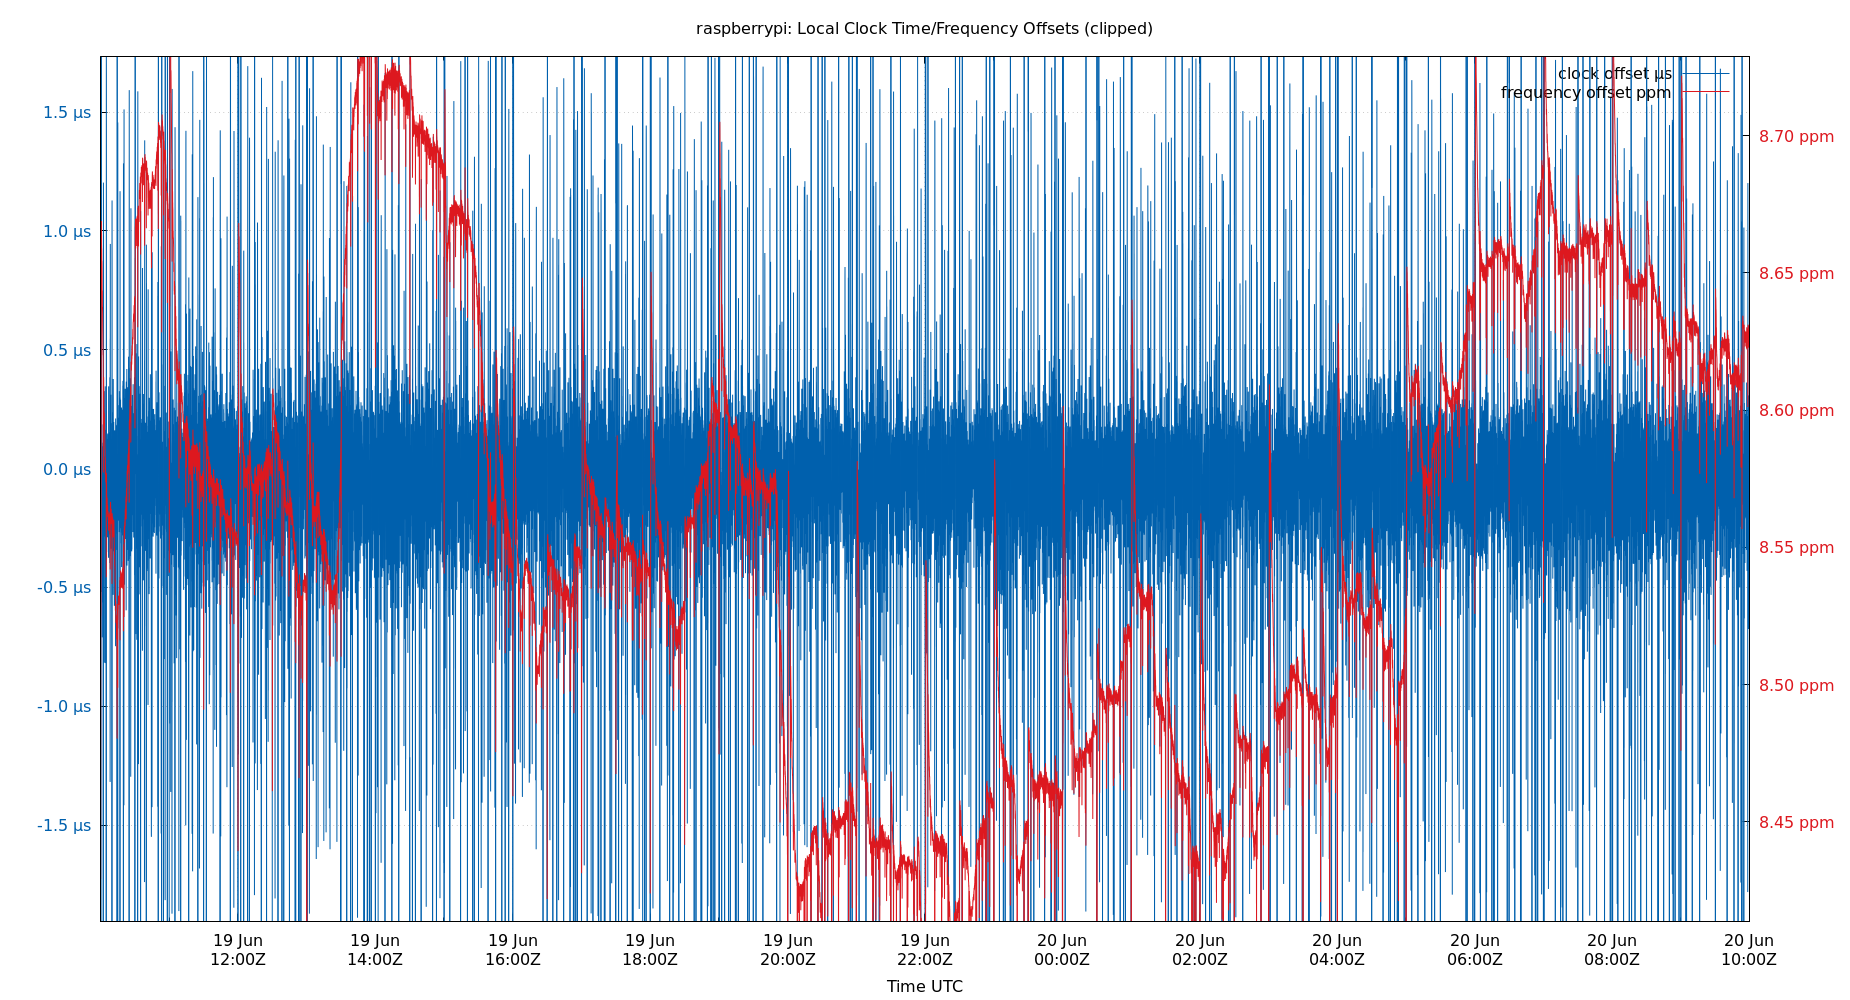 raspberrypi: Local Clock Time/Frequency Offsets (clipped)
clock offset µs
frequency offset ppm
1.5 µs
1.0 µs
0.5 µs
0.0 µs
-0.5 µs
-1.0 µs
-1.5 µs
8.70 ppm
8.65 ppm
8.60 ppm
8.55 ppm
8.50 ppm
8.45 ppm
19 Jun 19 Jun 19 Jun 19 Jun 19 Jun 19 Jun 20 Jun 20 Jun 20 Jun 20 Jun 20 Jun 20 Jun
12:00Z 14:00Z 16:00Z 18:00Z 20:00Z 22:00Z 00:00Z 02:00Z 04:00Z 06:00Z 08:00Z 10:00Z
Time UTC